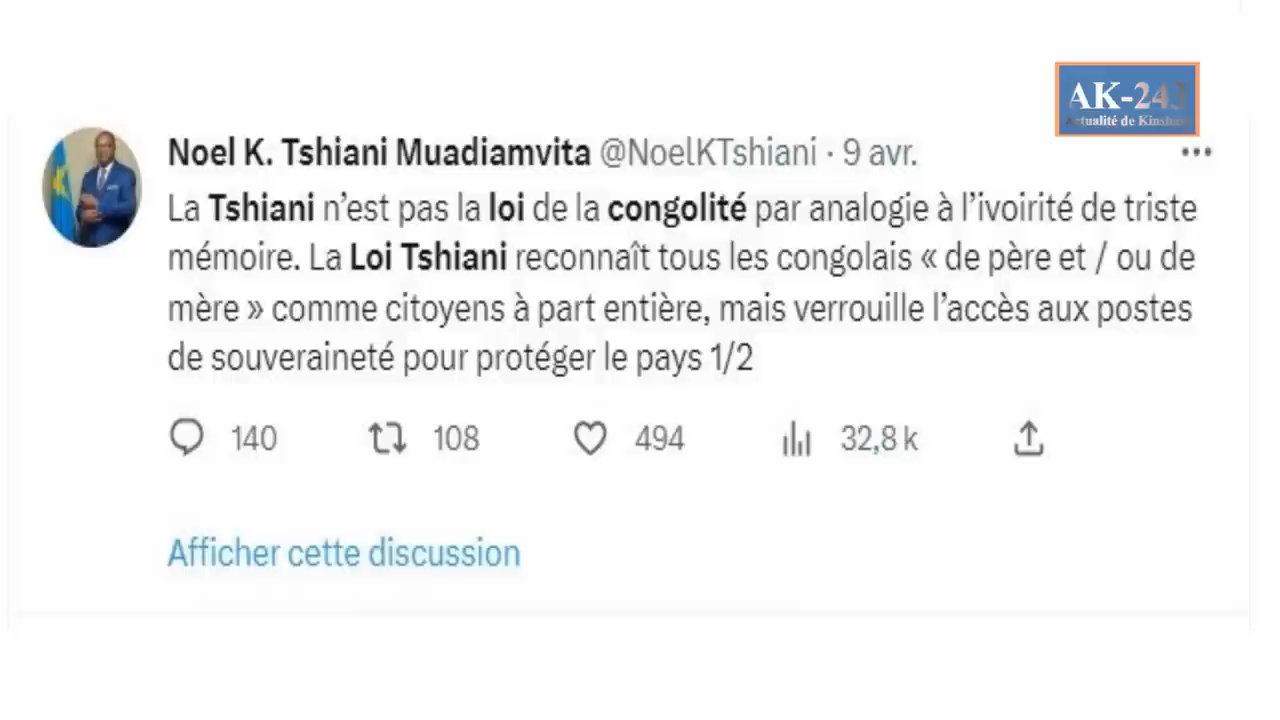 AK-243
Actualité de Kinshasa
Noel K. Tshiani Muadiamvita @NoelKTshiani · 9 avr.
La Tshiani n’est pas la loi de la congolité par analogie à l’ivoirité de triste
mémoire. La Loi Tshiani reconnaît tous les congolais « de père et / ou de
mère » comme citoyens à part entière, mais verrouille l’accès aux postes
de souveraineté pour protéger le pays 1/2
140 108 494 32,8 k
Afficher cette discussion